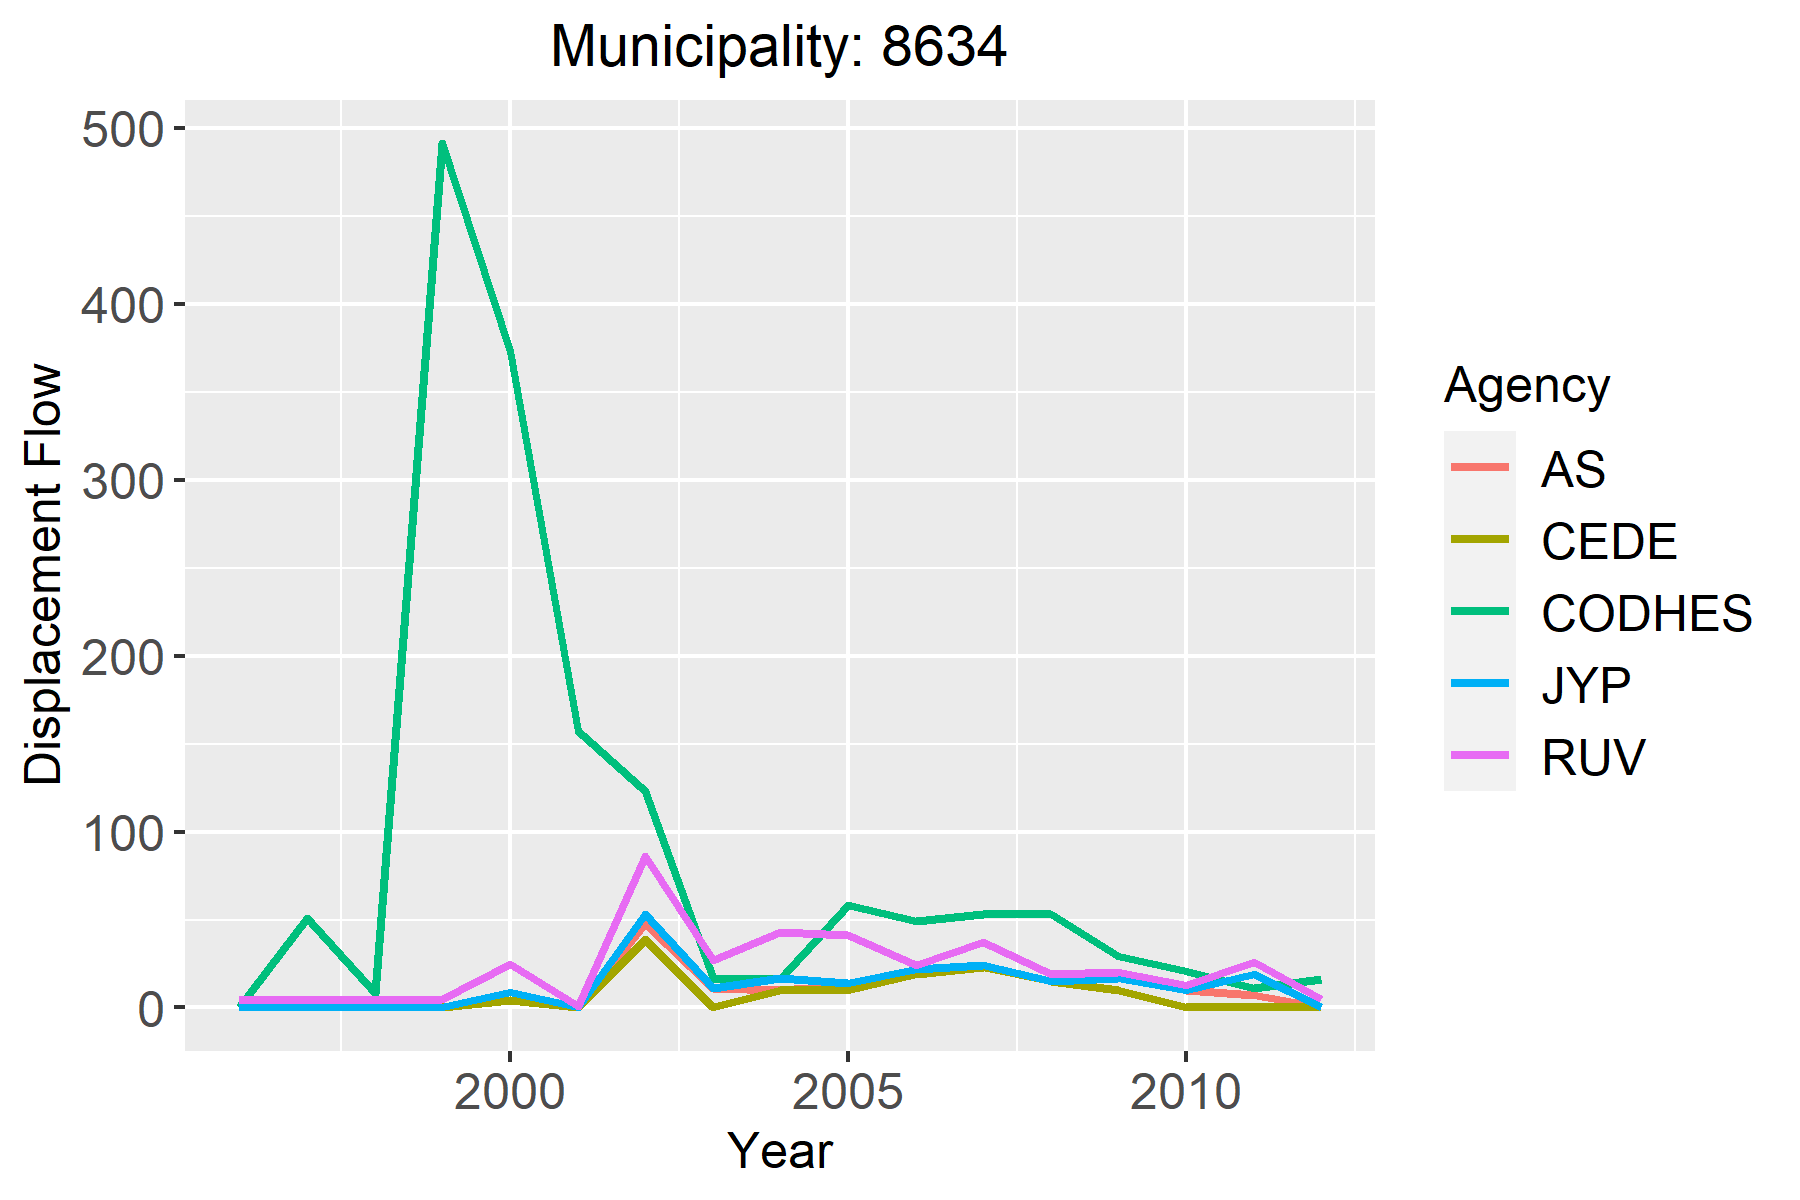 Municipality: 8634
500
400
300
200
100
0
Displacement Flow
2000 2005 2010
Year
Agency
AS
CEDE
CODHES
JYP
RUV